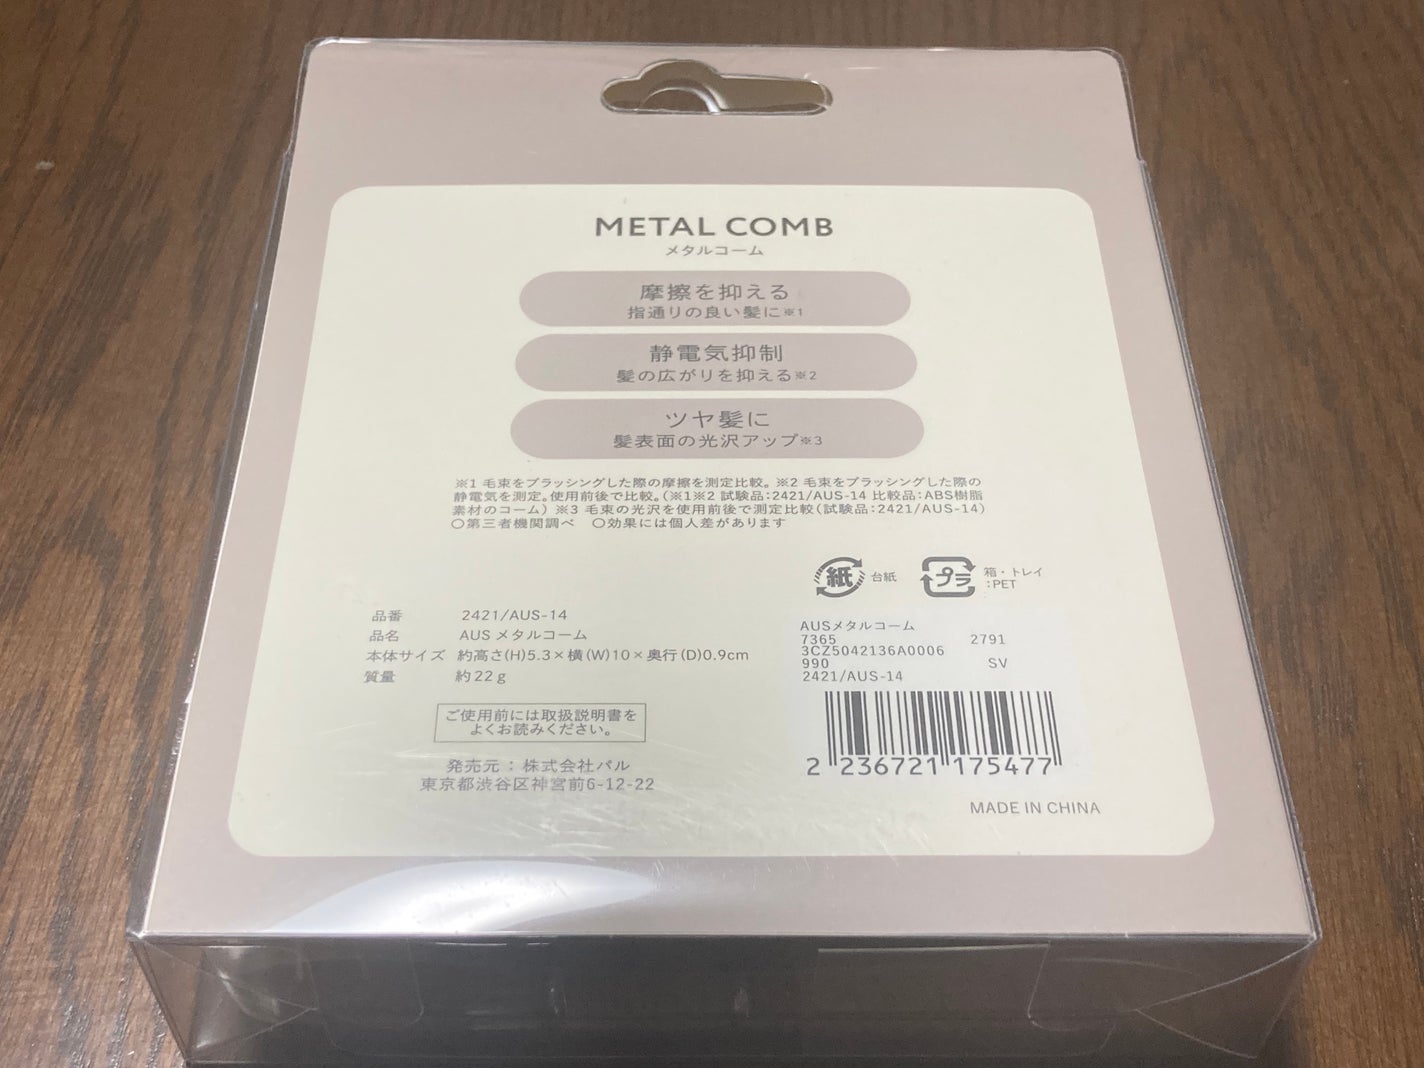 METAL COMB
メタルコーム
摩擦を抑える
指通りの良い髪に※1
静電気抑制
髪の広がりを抑える※2
ツヤ髪に
髪表面の光沢アップ※3
※1 毛束をブラッシングした際の摩擦を測定比較。※2 毛束をブラッシングした際の
静電気を測定。使用前後で比較。(※1※2 試験品:2421/AUS-14 比較品:ABS樹脂
素材のコーム) ※3 毛束の光沢を使用前後で測定比較(試験品:2421/AUS-14)
〇第三者機関調べ 〇効果には個人差があります
紙 台紙
プラ 箱・トレイ
:PET
品番 2421/AUS-14
品名 AUS メタルコーム
本体サイズ 約高さ(H)5.3×横(W)10×奥行(D)0.9cm
質量 約22g
ご使用前には取扱説明書を
よくお読みください。
発売元：株式会社パル
東京都渋谷区神宮前6-12-22
AUSメタルコーム
7365 2791
3CZ5042136A0006
990 SV
2421/AUS-14
2 236721 175477
MADE IN CHINA